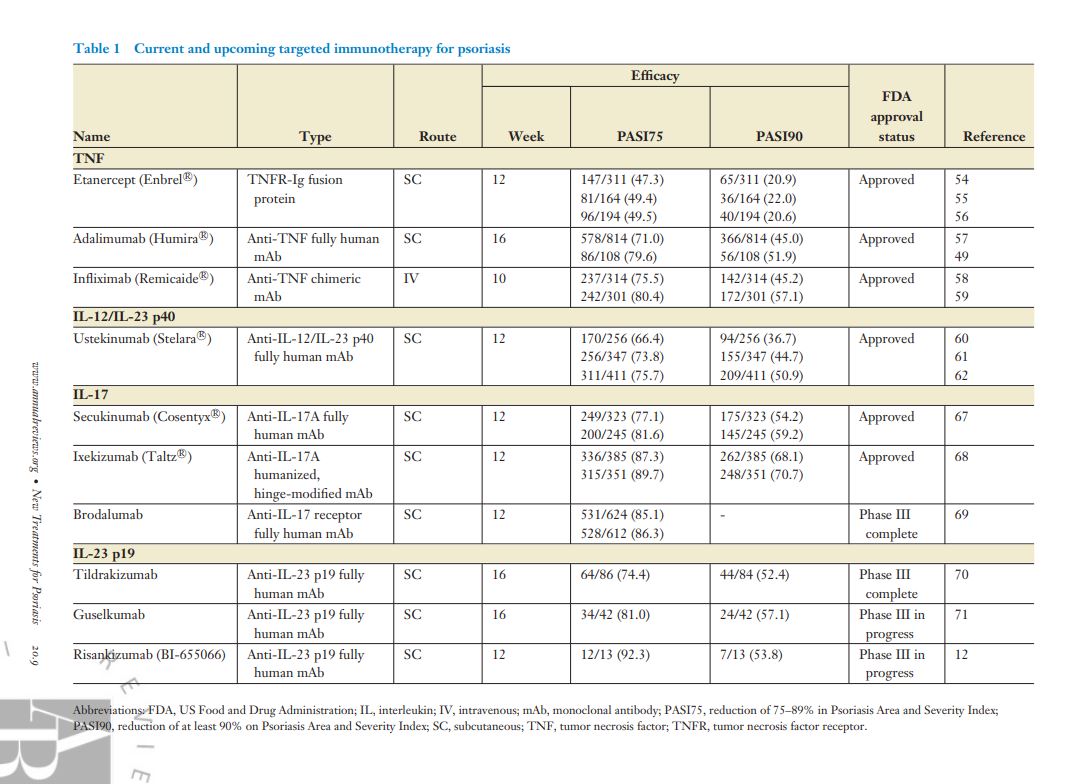 Table 1 Current and upcoming targeted immunotherapy for psoriasis
Efficacy
FDA
approval
Name Type Route Week PASI75 PASI90 status Reference
TNF
Etanercept (Enbrel®) TNFR-Ig fusion SC 12 147/311 (47.3) 65/311 (20.9) Approved 54
protein 81/164 (49.4) 36/164 (22.0) 55
96/194 (49.5) 40/194 (20.6) 56
Adalimumab (Humira®) Anti-TNF fully human SC 16 578/814 (71.0) 366/814 (45.0) Approved 57
mAb 86/108 (79.6) 56/108 (51.9) 49
Infliximab (Remicaide®) Anti-TNF chimeric IV 10 237/314 (75.5) 142/314 (45.2) Approved 58
mAb 242/301 (80.4) 172/301 (57.1) 59
IL-12/IL-23 p40
Ustekinumab (Stelara®) Anti-IL-12/IL-23 p40 SC 12 170/256 (66.4) 94/256 (36.7) Approved 60
fully human mAb 256/347 (73.8) 155/347 (44.7) 61
311/411 (75.7) 209/411 (50.9) 62
IL-17
Secukinumab (Cosentyx®) Anti-IL-17A fully SC 12 249/323 (77.1) 175/323 (54.2) Approved 67
human mAb 200/245 (81.6) 145/245 (59.2)
Ixekizumab (Taltz®) Anti-IL-17A SC 12 336/385 (87.3) 262/385 (68.1) Approved 68
humanized, 315/351 (89.7) 248/351 (70.7)
hinge-modified mAb
Brodalumab Anti-IL-17 receptor SC 12 531/624 (85.1) - Phase III 69
fully human mAb 528/612 (86.3) complete
IL-23 p19
Tildrakizumab Anti-IL-23 p19 fully SC 16 64/86 (74.4) 44/84 (52.4) Phase III 70
human mAb complete
Guselkumab Anti-IL-23 p19 fully SC 16 34/42 (81.0) 24/42 (57.1) Phase III in 71
human mAb progress
Risankizumab (BI-655066) Anti-IL-23 p19 fully SC 12 12/13 (92.3) 7/13 (53.8) Phase III in 12
human mAb progress
Abbreviations: FDA, US Food and Drug Administration; IL, interleukin; IV, intravenous; mAb, monoclonal antibody; PASI75, reduction of 75–89% in Psoriasis Area and Severity Index;
PASI90, reduction of at least 90% on Psoriasis Area and Severity Index; SC, subcutaneous; TNF, tumor necrosis factor; TNFR, tumor necrosis factor receptor.
www.annualreviews.org • New Treatments for Psoriasis 20.9
R E V I E